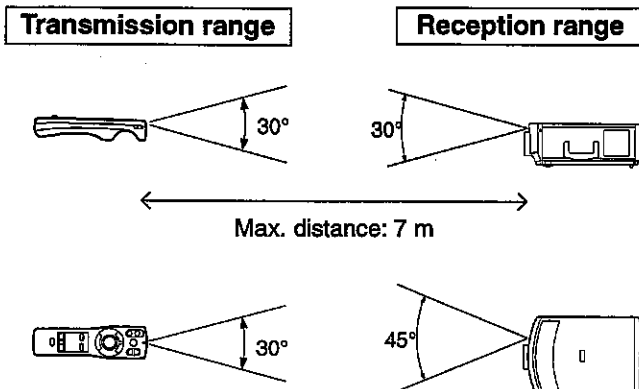 Transmission range
Reception range
30°
30°
Max. distance: 7 m
30°
45°